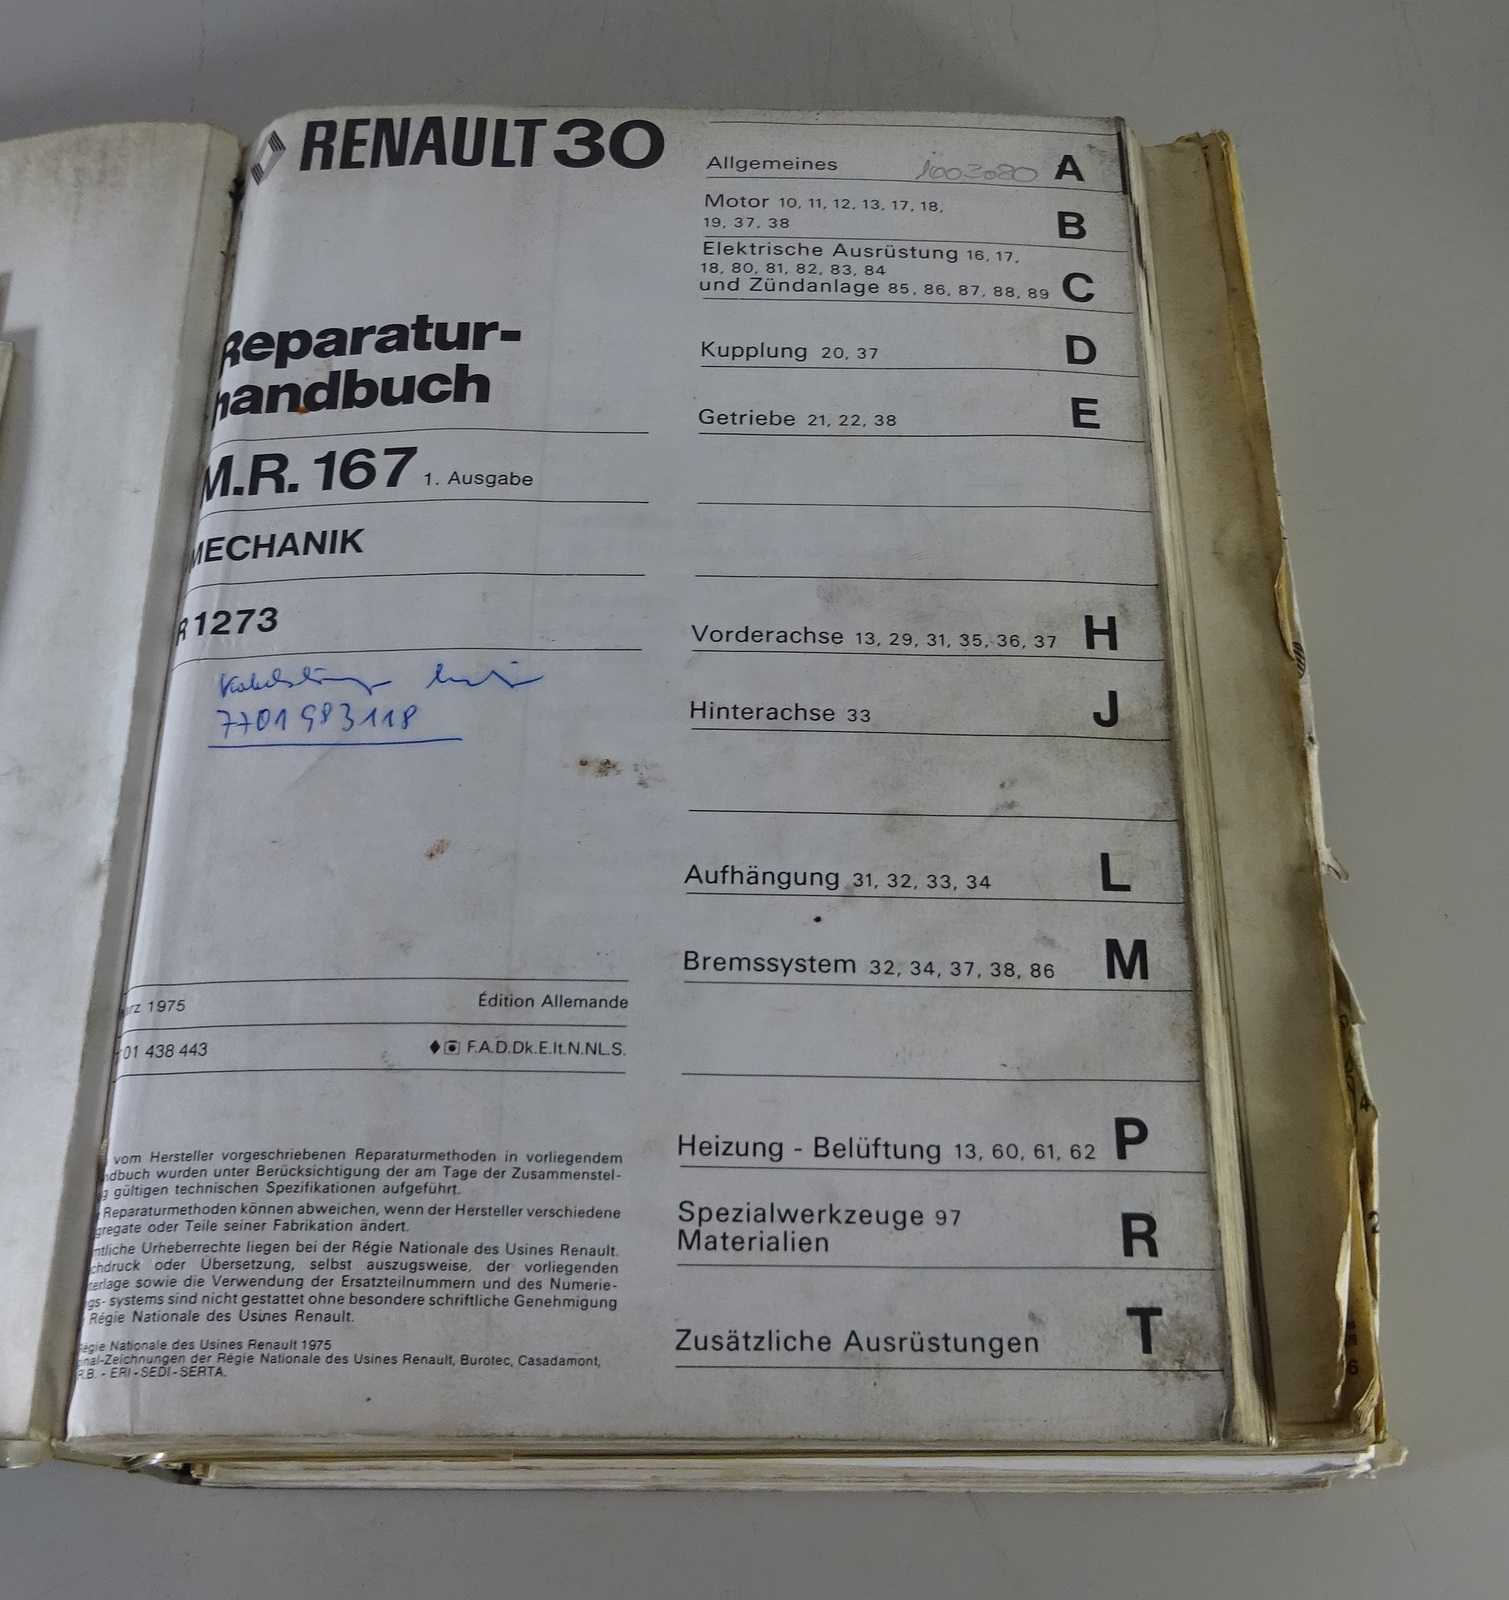 RENAULT 30
Reparatur-
handbuch
M.R. 167 1. Ausgabe
MECHANIK
R 1273
7701983118
1975 Édition Allemande
01 438 443 F.A.D.Dk.E.It.N.NL.S.
vom Hersteller vorgeschriebenen Reparaturmethoden in vorliegendem
dbuch wurden unter Berücksichtigung der am Tage der Zusammenstel-
g gültigen technischen Spezifikationen aufgeführt.
Reparaturmethoden können abweichen, wenn der Hersteller verschiedene
gregate oder Teile seiner Fabrikation ändert.
ntliche Urheberrechte liegen bei der Régie Nationale des Usines Renault.
chdruck oder Übersetzung, selbst auszugsweise, der vorliegenden
terlage sowie die Verwendung der Ersatzteilnummern und des Numerie-
gs- systems sind nicht gestattet ohne besondere schriftliche Genehmigung
Régie Nationale des Usines Renault.
égie Nationale des Usines Renault 1975
nal-Zeichnungen der Régie Nationale des Usines Renault, Burotec, Casadamont,
R.B. - ERI - SEDI - SERTA.
Allgemeines 1003080 A
Motor 10, 11, 12, 13, 17, 18,
19, 37, 38 B
Elektrische Ausrüstung 16, 17,
18, 80, 81, 82, 83, 84
und Zündanlage 85, 86, 87, 88, 89 C
Kupplung 20, 37 D
Getriebe 21, 22, 38 E
Vorderachse 13, 29, 31, 35, 36, 37 H
Hinterachse 33 J
Aufhängung 31, 32, 33, 34 L
Bremssystem 32, 34, 37, 38, 86 M
Heizung - Belüftung 13, 60, 61, 62 P
Spezialwerkzeuge 97
Materialien R
Zusätzliche Ausrüstungen T